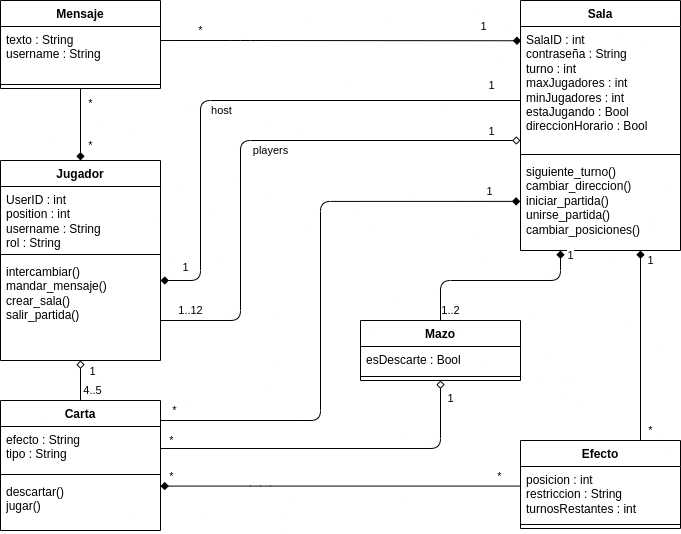 Mensaje
texto : String
username : String
*
1
*
*
Sala
SalaID : int
contraseña : String
turno : int
maxJugadores : int
minJugadores : int
estaJugando : Bool
direccionHorario : Bool
siguiente_turno()
cambiar_direccion()
iniciar_partida()
unirse_partida()
cambiar_posiciones()
1
host
1
players
1
Jugador
UserID : int
position : int
username : String
rol : String
intercambiar()
mandar_mensaje()
crear_sala()
salir_partida()
1
1..12
1
1
1..2
Mazo
esDescarte : Bool
1
1
4..5
Carta
efecto : String
tipo : String
descartar()
jugar()
*
*
*
*
*
Efecto
posicion : int
restriccion : String
turnosRestantes : int